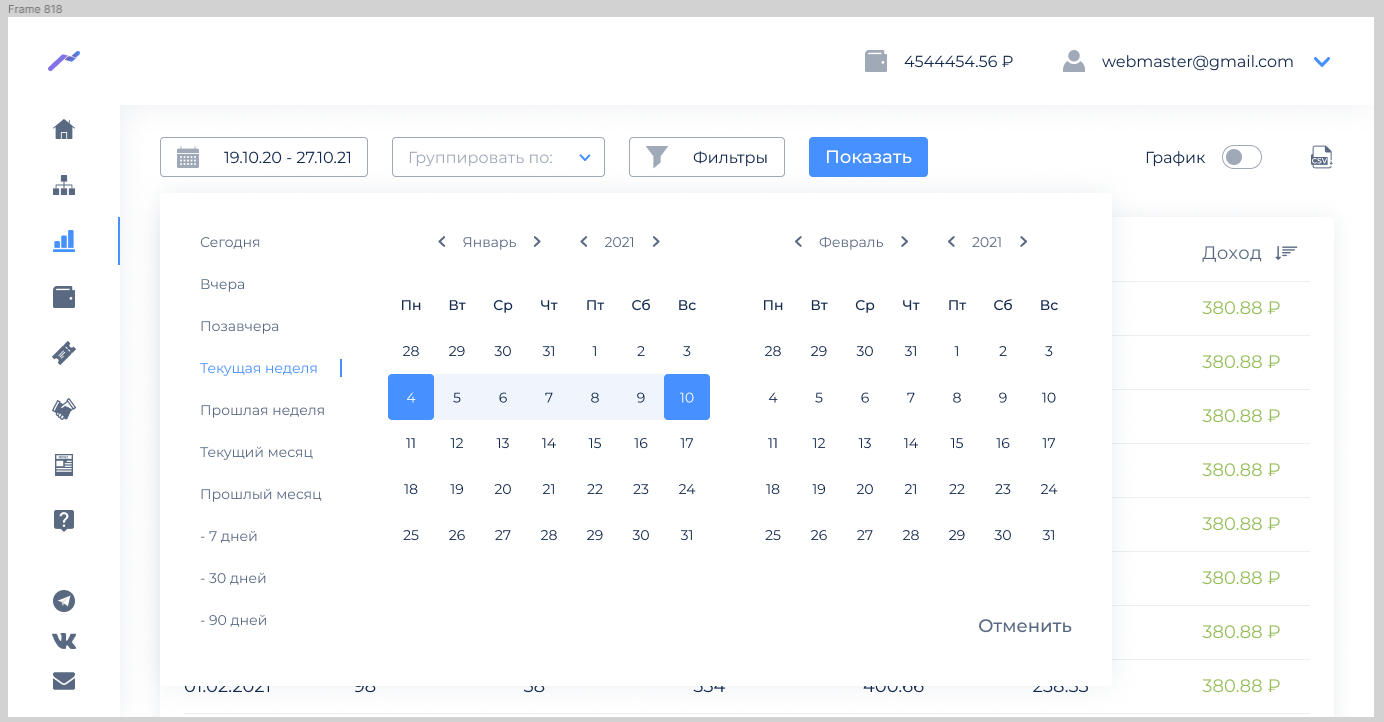 Frame 818
4544454.56 ₽ webmaster@gmail.com
19.10.20 - 27.10.21 Группировать по: Фильтры Показать График CSV
Сегодня
Вчера
Позавчера
Текущая неделя
Прошлая неделя
Текущий месяц
Прошлый месяц
- 7 дней
- 30 дней
- 90 дней
Январь 2021
Пн Вт Ср Чт Пт Сб Вс
28 29 30 31 1 2 3
4 5 6 7 8 9 10
11 12 13 14 15 16 17
18 19 20 21 22 23 24
25 26 27 28 29 30 31
Февраль 2021
Пн Вт Ср Чт Пт Сб Вс
28 29 30 31 1 2 3
4 5 6 7 8 9 10
11 12 13 14 15 16 17
18 19 20 21 22 23 24
25 26 27 28 29 30 31
Отменить
Доход
380.88 ₽
380.88 ₽
380.88 ₽
380.88 ₽
380.88 ₽
380.88 ₽
380.88 ₽
01.02.2021 98 400.66 380.88 ₽